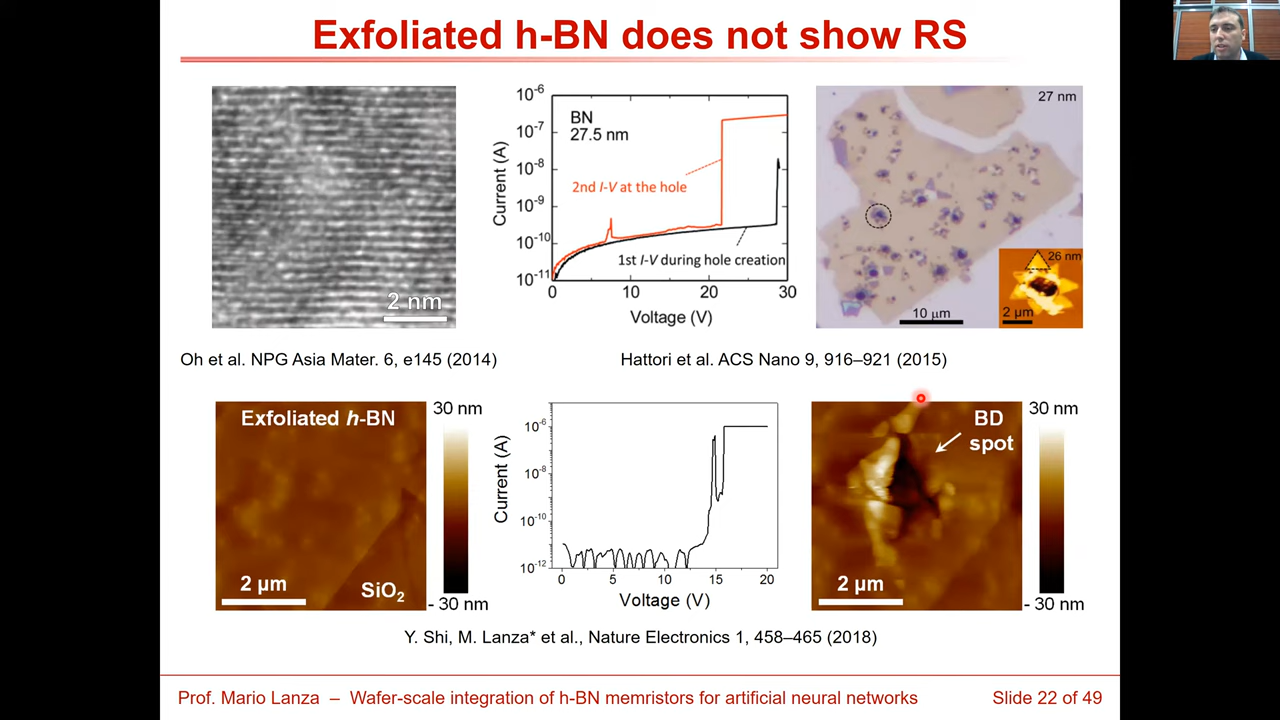 Exfoliated h-BN does not show RS
2 nm
10⁻⁶
10⁻⁷
10⁻⁸
10⁻⁹
10⁻¹⁰
10⁻¹¹
Current (A)
BN
27.5 nm
2nd I-V at the hole
1st I-V during hole creation
0 10 20 30
Voltage (V)
27 nm
10 µm
26 nm
2 µm
Oh et al. NPG Asia Mater. 6, e145 (2014)
Hattori et al. ACS Nano 9, 916–921 (2015)
Exfoliated h-BN
2 µm
SiO₂
30 nm
- 30 nm
10⁻⁶
10⁻⁸
10⁻¹⁰
10⁻¹²
Current (A)
0 5 10 15 20
Voltage (V)
BD
spot
2 µm
30 nm
- 30 nm
Y. Shi, M. Lanza* et al., Nature Electronics 1, 458–465 (2018)
Prof. Mario Lanza – Wafer-scale integration of h-BN memristors for artificial neural networks
Slide 22 of 49